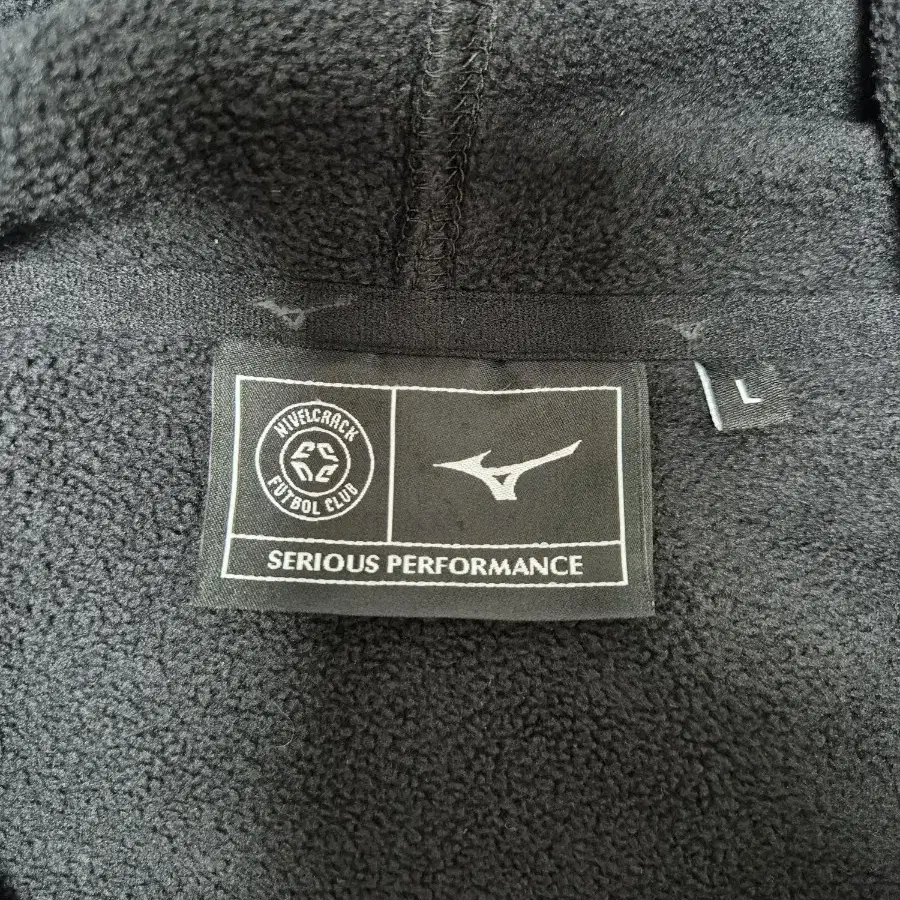 NIVELCRACK
FÚTBOL CLUB
SERIOUS PERFORMANCE
L